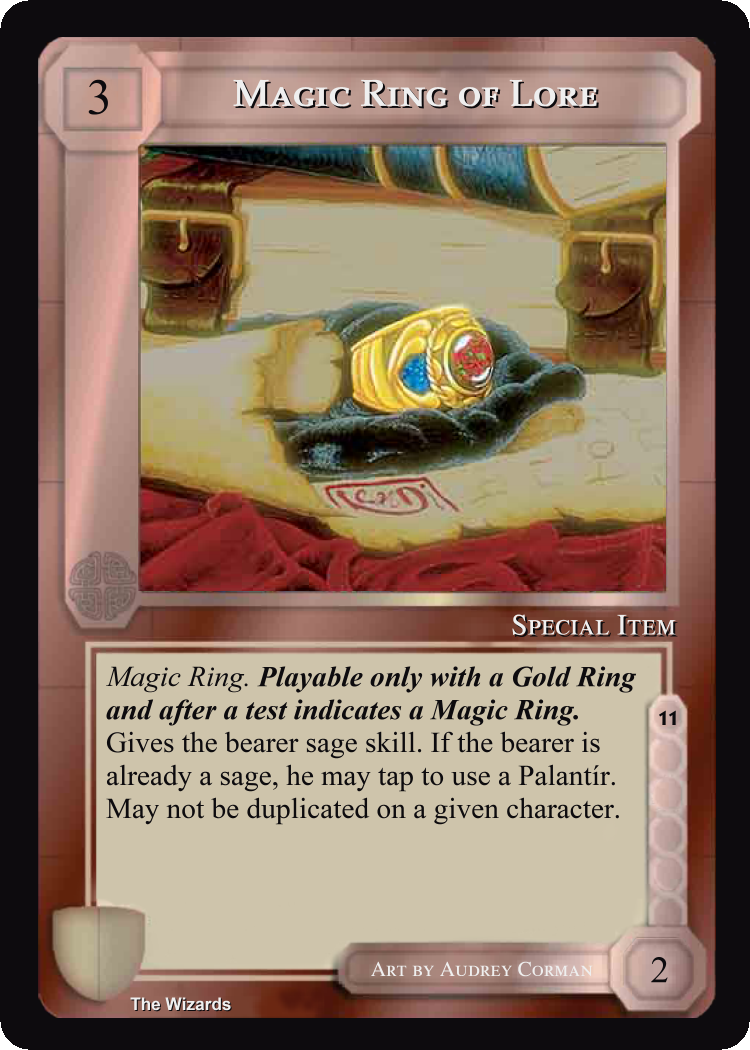 3
Magic Ring of Lore
Special Item
Magic Ring. Playable only with a Gold Ring
and after a test indicates a Magic Ring.
Gives the bearer sage skill. If the bearer is
already a sage, he may tap to use a Palantír.
May not be duplicated on a given character.
11
Art by Audrey Corman
2
The Wizards